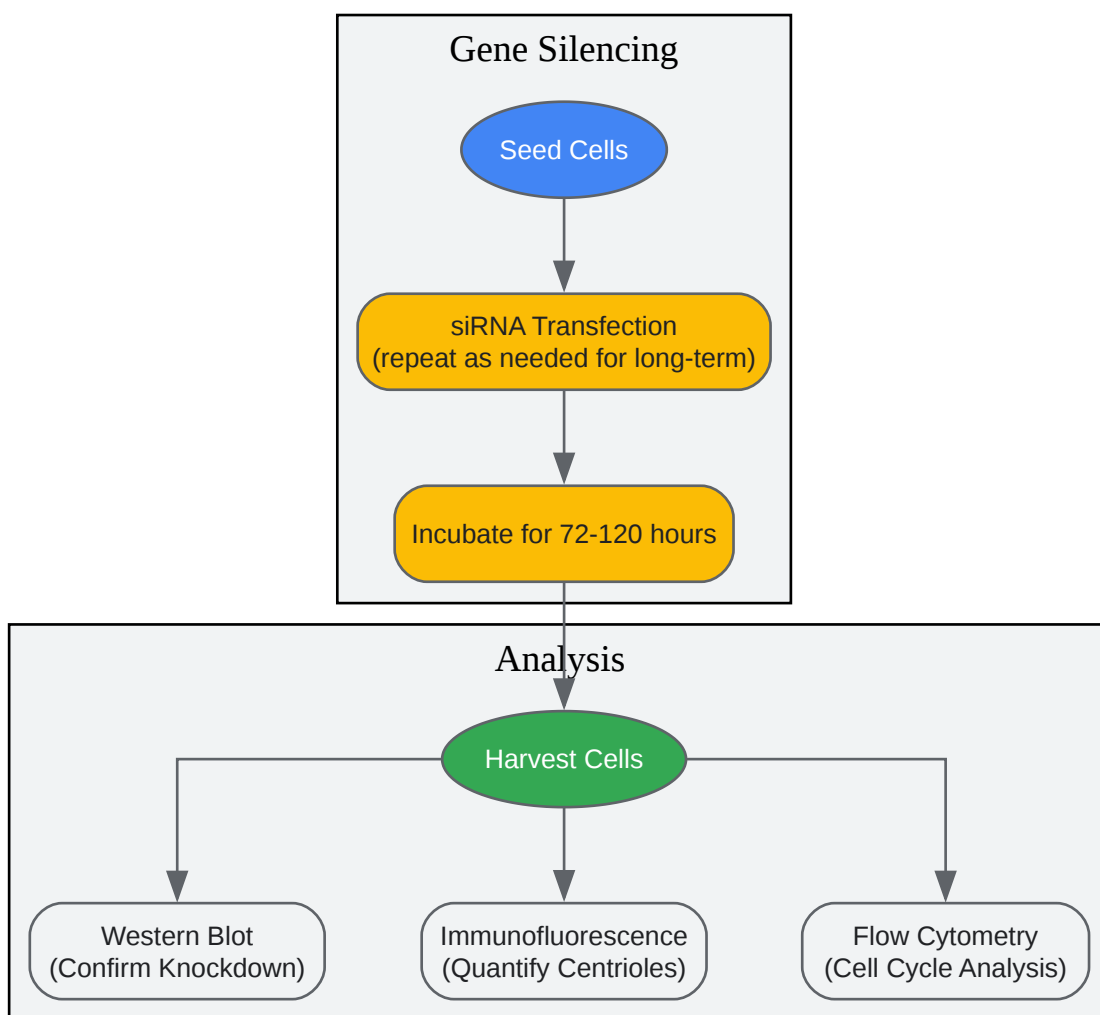 Gene Silencing
Seed Cells
siRNA Transfection
(repeat as needed for long-term)
Incubate for 72-120 hours
Analysis
Harvest Cells
Western Blot
(Confirm Knockdown)
Immunofluorescence
(Quantify Centrioles)
Flow Cytometry
(Cell Cycle Analysis)